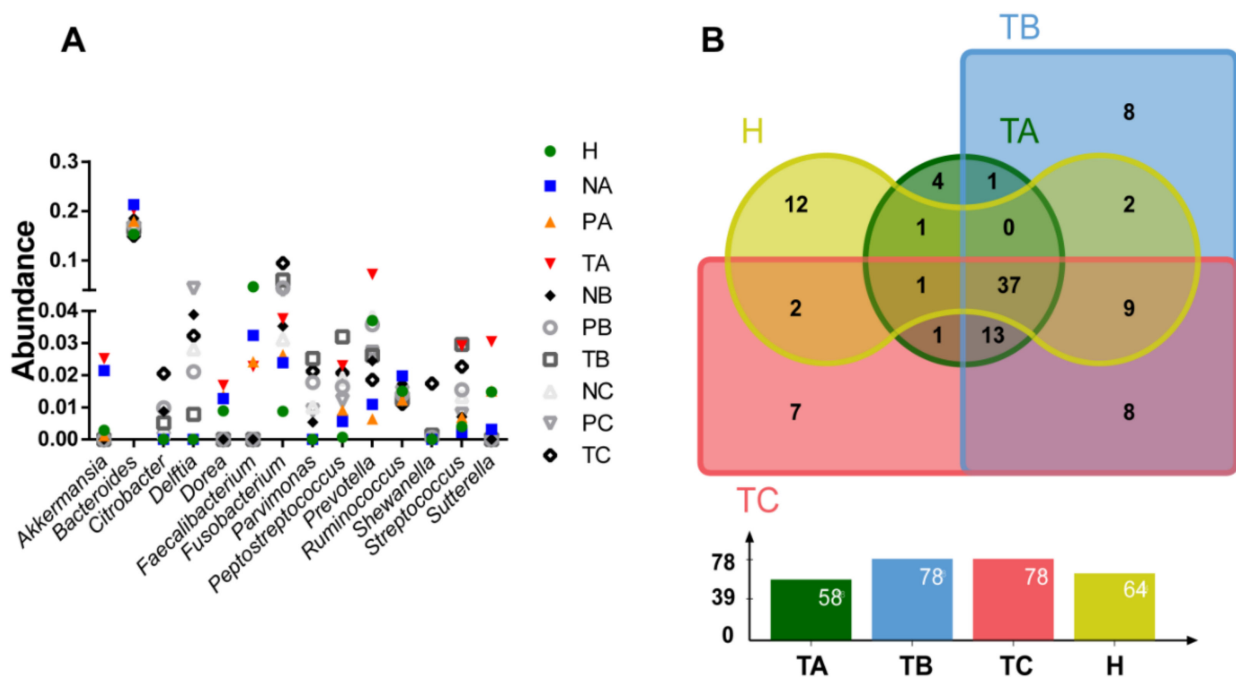 A
Abundance
0.3
0.2
0.1
0.04
0.03
0.02
0.01
0.00
Akkermansia
Bacteroides
Citrobacter
Delftia
Dorea
Faecalibacterium
Fusobacterium
Parvimonas
Peptostreptococcus
Prevotella
Ruminococcus
Shewanella
Streptococcus
Sutterella
H
NA
PA
TA
NB
PB
TB
NC
PC
TC
B
TB
H
TA
8
4 1
12 2
1 0
1 37
2 9
1 13
7 8
TC
78
39
0
58
78
78
64
TA TB TC H